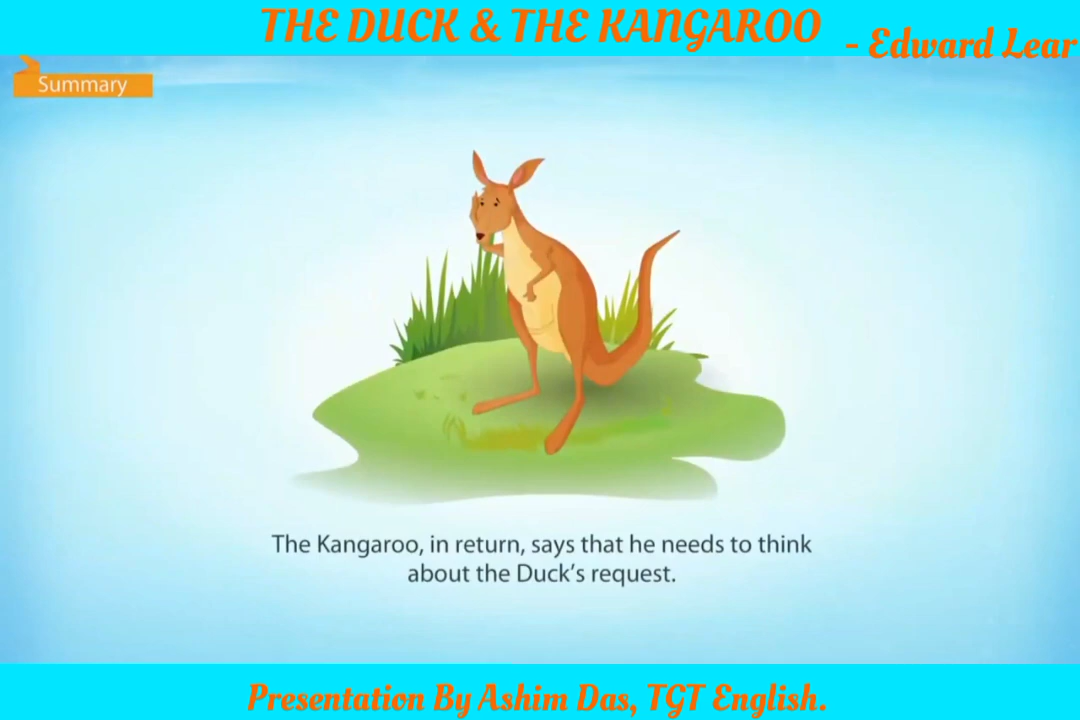 THE DUCK & THE KANGAROO
- Edward Lear
Summary
The Kangaroo, in return, says that he needs to think
about the Duck's request.
Presentation By Ashim Das, TGT English.